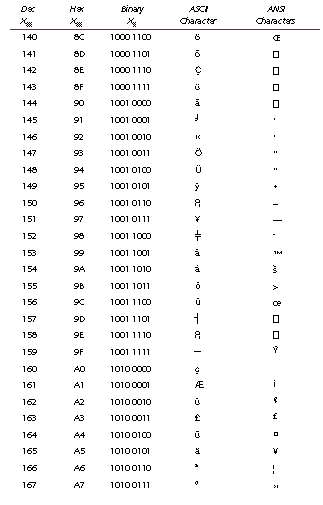 Dec Hex Binary ASCII ANSI
X₁₀ X₁₆ X₂ Character Character
140 8C 1000 1100 Œ
141 8D 1000 1101 □
142 8E 1000 1110 Ç □
143 8F 1000 1111 □
144 90 1001 0000 □
145 91 1001 0001 '
146 92 1001 0010 '
147 93 1001 0011 Ö "
148 94 1001 0100 Ü "
149 95 1001 0101 ÿ •
150 96 1001 0110 –
151 97 1001 0111 ¥ —
152 98 1001 1000 ╪ ˜
153 99 1001 1001 ™
154 9A 1001 1010 š
155 9B 1001 1011 >
156 9C 1001 1100 œ
157 9D 1001 1101 ┤ □
158 9E 1001 1110 □
159 9F 1001 1111 — Ÿ
160 A0 1010 0000 ç
161 A1 1010 0001 Æ ¡
162 A2 1010 0010 ¢
163 A3 1010 0011 £ £
164 A4 1010 0100 ¤
165 A5 1010 0101 ¥
166 A6 1010 0110 ª ¦
167 A7 1010 0111 º